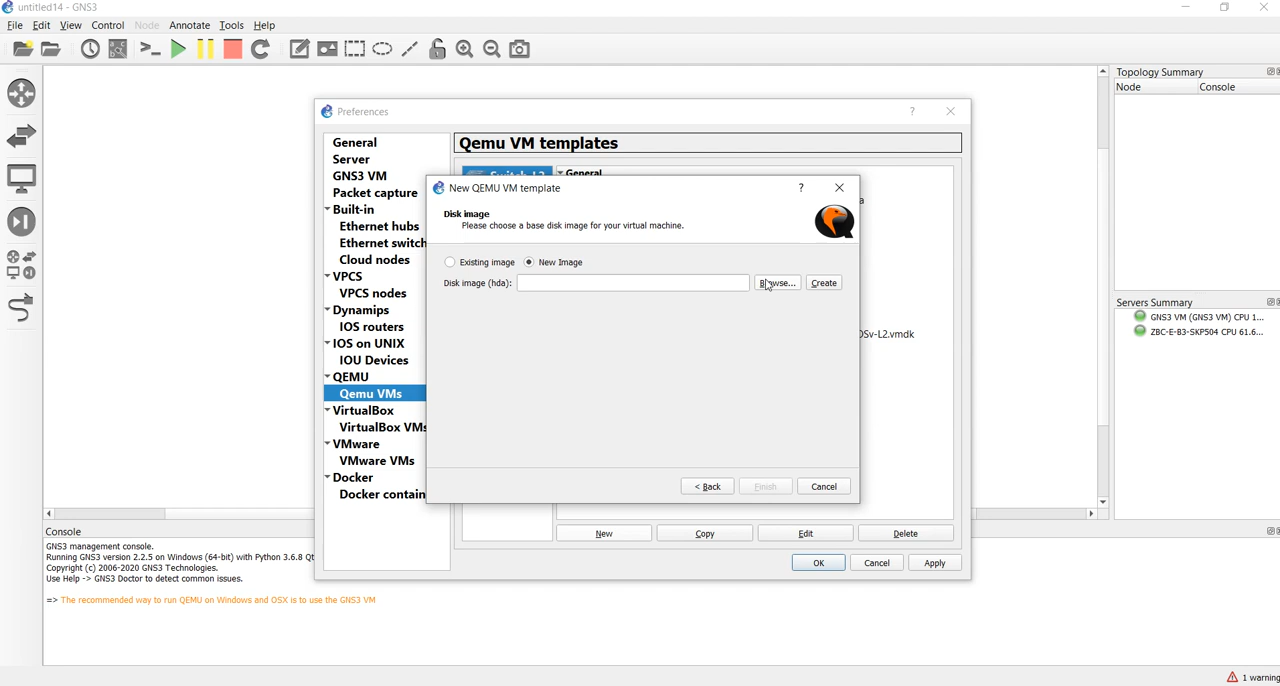 untitled14 - GNS3
File Edit View Control Node Annotate Tools Help
Topology Summary
Node Console
Preferences
?
General
Server
GNS3 VM
Packet capture
Built-in
Ethernet hubs
Ethernet switch
Cloud nodes
VPCS
VPCS nodes
Dynamips
IOS routers
IOS on UNIX
IOU Devices
QEMU
Qemu VMs
VirtualBox
VirtualBox VMs
VMware
VMware VMs
Docker
Docker contain
Qemu VM templates
Switch-L2 General
New QEMU VM template
?
Disk image
Please choose a base disk image for your virtual machine.
Existing image New Image
Disk image (hda): Browse... Create
< Back Finish Cancel
a
OSv-L2.vmdk
New Copy Edit Delete
OK Cancel Apply
Servers Summary
GNS3 VM (GNS3 VM) CPU 1...
ZBC-E-B3-SKP504 CPU 61.6...
Console
GNS3 management console.
Running GNS3 version 2.2.5 on Windows (64-bit) with Python 3.6.8 Qt
Copyright (c) 2006-2020 GNS3 Technologies.
Use Help -> GNS3 Doctor to detect common issues.
=> The recommended way to run QEMU on Windows and OSX is to use the GNS3 VM
1 warning